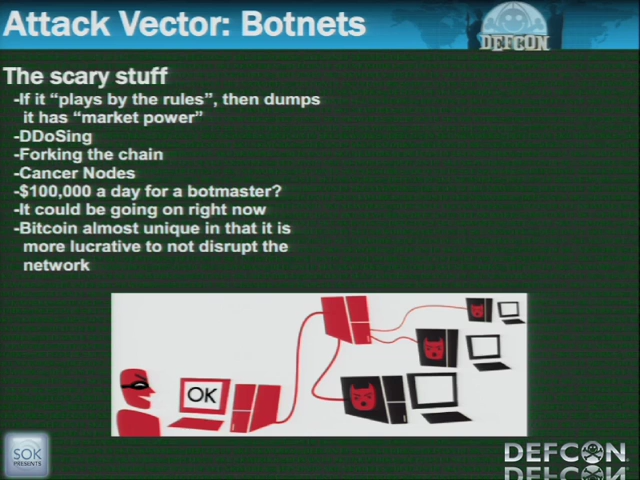 Attack Vector: Botnets
DEFCON
The scary stuff
-If it “plays by the rules”, then dumps
it has “market power”
-DDoSing
-Forking the chain
-Cancer Nodes
-$100,000 a day for a botmaster?
-It could be going on right now
-Bitcoin almost unique in that it is
more lucrative to not disrupt the
network
OK
SOK
PRESENTS
DEFCON